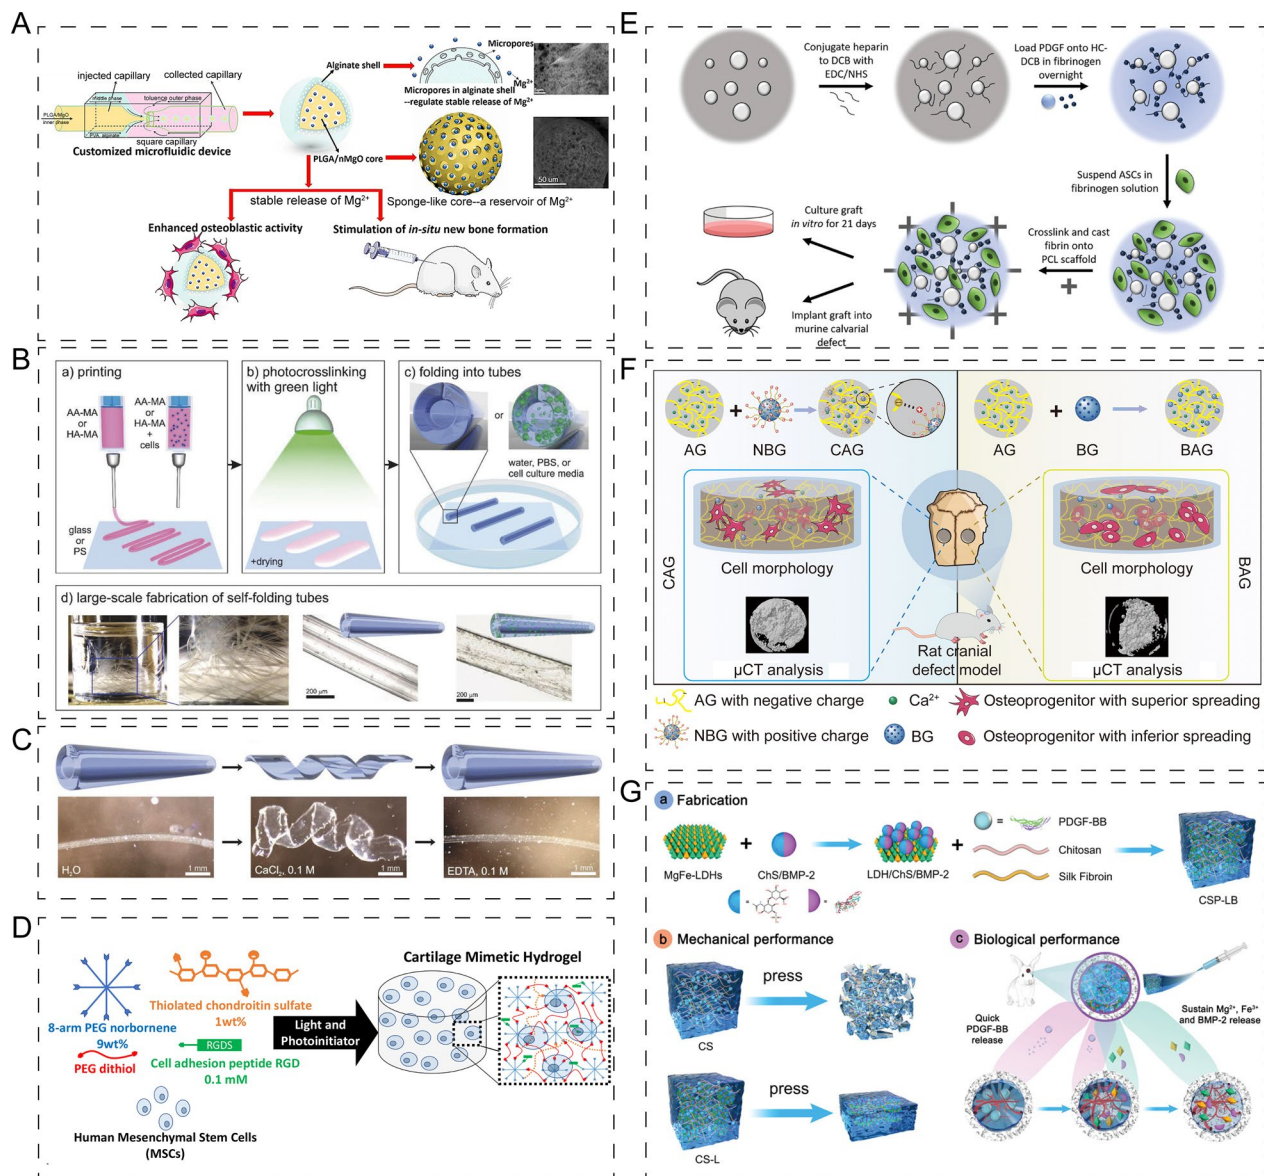 A
injected capillary
collected capillary
middle phase
toluence outer phase
PLGA/MgO
inner phase
PVA, alginate
square capillary
Customized microfluidic device
Alginate shell
PLGA/nMgO core
Micropores
Mg2+
Micropores in alginate shell
--regulate stable release of Mg2+
50 um
Sponge-like core--a reservoir of Mg2+
stable release of Mg2+
Enhanced osteoblastic activity
Stimulation of in-situ new bone formation
B
a) printing
AA-MA
or
HA-MA
AA-MA
or
HA-MA
+
cells
glass
or
PS
b) photocrosslinking
with green light
+drying
c) folding into tubes
or
water, PBS, or
cell culture media
d) large-scale fabrication of self-folding tubes
200 µm
200 µm
C
H2O
1 mm
CaCl2, 0.1 M
1 mm
EDTA, 0.1 M
1 mm
D
8-arm PEG norbornene
9wt%
PEG dithiol
Thiolated chondroitin sulfate
1wt%
RGDS
Cell adhesion peptide RGD
0.1 mM
Human Mesenchymal Stem Cells
(MSCs)
Light and
Photoinitiator
Cartilage Mimetic Hydrogel
E
Conjugate heparin
to DCB with
EDC/NHS
Load PDGF onto HC-
DCB in fibrinogen
overnight
Suspend ASCs in
fibrinogen solution
Crosslink and cast
fibrin onto
PCL scaffold
Culture graft
in vitro for 21 days
Implant graft into
murine calvarial
defect
F
AG
NBG
CAG
AG
BG
BAG
CAG
Cell morphology
µCT analysis
Rat cranial
defect model
Cell morphology
µCT analysis
BAG
AG with negative charge
Ca2+
Osteoprogenitor with superior spreading
NBG with positive charge
BG
Osteoprogenitor with inferior spreading
G
a Fabrication
MgFe-LDHs
ChS/BMP-2
LDH/ChS/BMP-2
PDGF-BB
Chitosan
Silk Fibroin
CSP-LB
b Mechanical performance
press
CS
press
CS-L
c Biological performance
Quick
PDGF-BB
release
Sustain Mg2+, Fe3+
and BMP-2 release